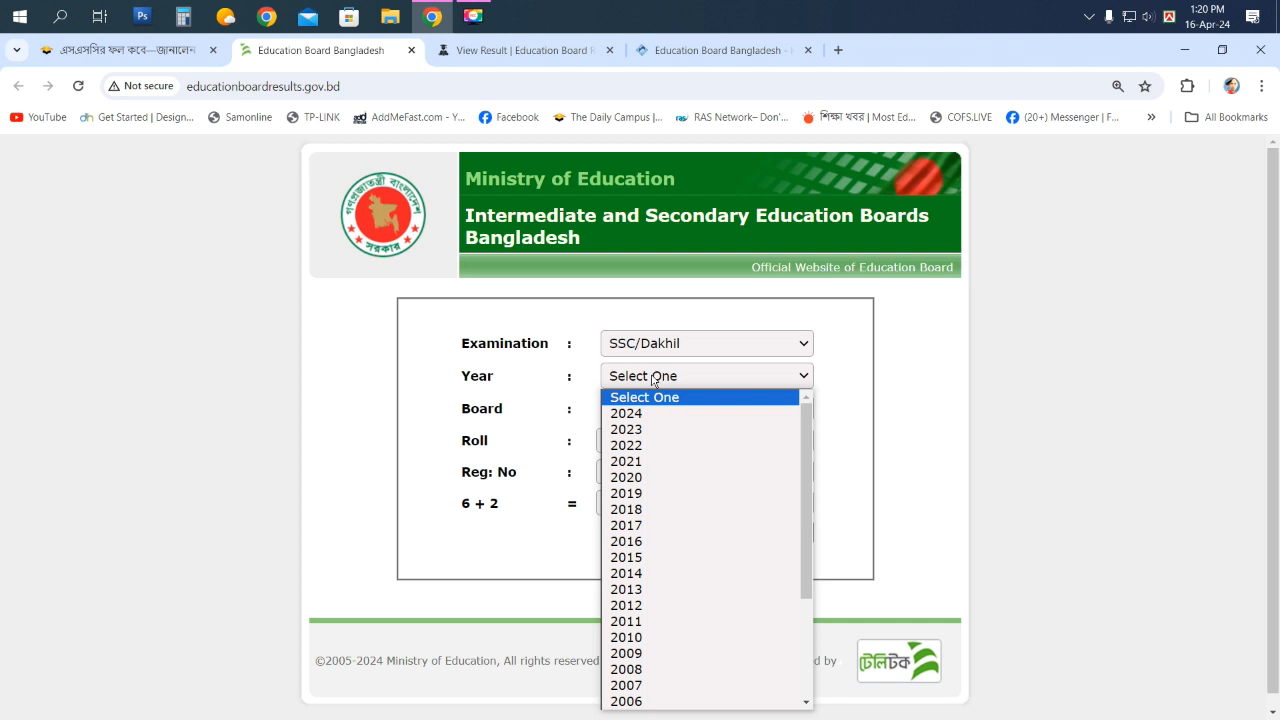 1:20 PM
16-Apr-24
Ps
এসএসসির ফল কবে—জানালেন
Education Board Bangladesh
View Result | Education Board R
Education Board Bangladesh -
Not secure
educationboardresults.gov.bd
YouTube
Get Started | Design...
Samonline
TP-LINK
AddMeFast.com - Y...
Facebook
The Daily Campus |...
RAS Network– Don'...
শিক্ষা খবর | Most Ed...
COFS.LIVE
(20+) Messenger | F...
All Bookmarks
গণপ্রজাতন্ত্রী বাংলাদেশ
সরকার
Ministry of Education
Intermediate and Secondary Education Boards
Bangladesh
Official Website of Education Board
Examination : SSC/Dakhil
Year : Select One
Board :
Roll :
Reg: No :
6 + 2 =
Select One
2024
2023
2022
2021
2020
2019
2018
2017
2016
2015
2014
2013
2012
2011
2010
2009
2008
2007
2006
©2005-2024 Ministry of Education, All rights reserved
d by
টেলিটক